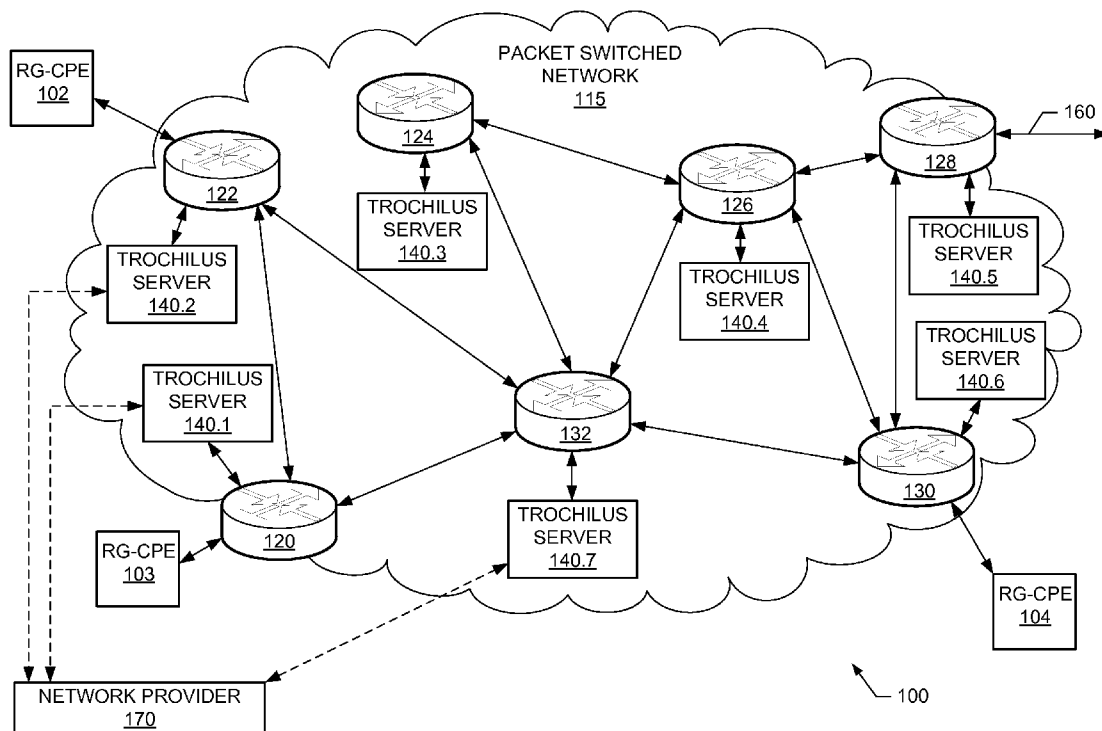 PACKET SWITCHED
NETWORK
115
RG-CPE
102
124
128
160
122
126
TROCHILUS
SERVER
140.3
TROCHILUS
SERVER
140.5
TROCHILUS
SERVER
140.2
TROCHILUS
SERVER
140.4
TROCHILUS
SERVER
140.6
TROCHILUS
SERVER
140.1
132
130
120
TROCHILUS
SERVER
140.7
RG-CPE
103
RG-CPE
104
NETWORK PROVIDER
170
100